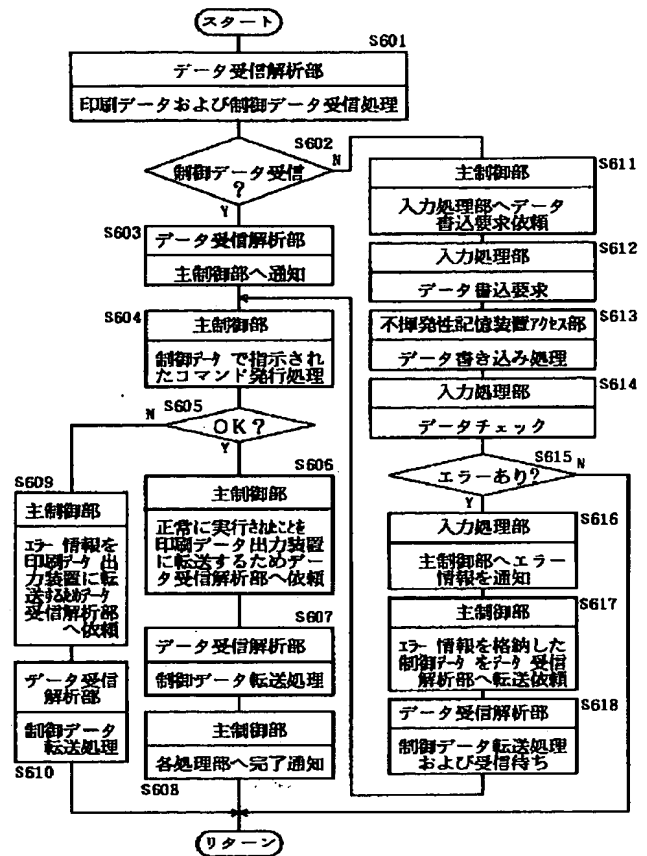 スタート
S601
データ受信解析部
印刷データおよび制御データ受信処理
S602
制御データ受信
?
N
Y
S603
データ受信解析部
主制御部へ通知
S604
主制御部
制御データ で指示され
たコマンド発行処理
S605
OK?
N
Y
S606
主制御部
正常に実行されたことを
印刷データ出力装置
に転送するためデー
タ受信解析部へ依頼
S607
データ受信解析部
制御データ転送処理
主制御部
各処理部へ完了通知
S608
S609
主制御部
エラー 情報を
印刷データ 出
力装置に転
送するためデータ
受信解析部
へ依頼
データ受信
解析部
制御データ
転送処理
S610
S611
主制御部
入力処理部へデータ
書込要求依頼
S612
入力処理部
データ書込要求
S613
不揮発性記憶装置アクセス部
データ書き込み処理
S614
入力処理部
データチェック
S615
エラーあり?
N
Y
S616
入力処理部
主制御部へエラー
情報を通知
S617
主制御部
エラー 情報を格納した
制御データ をデータ 受信
解析部へ転送依頼
S618
データ受信解析部
制御データ転送処理
および受信待ち
リターン